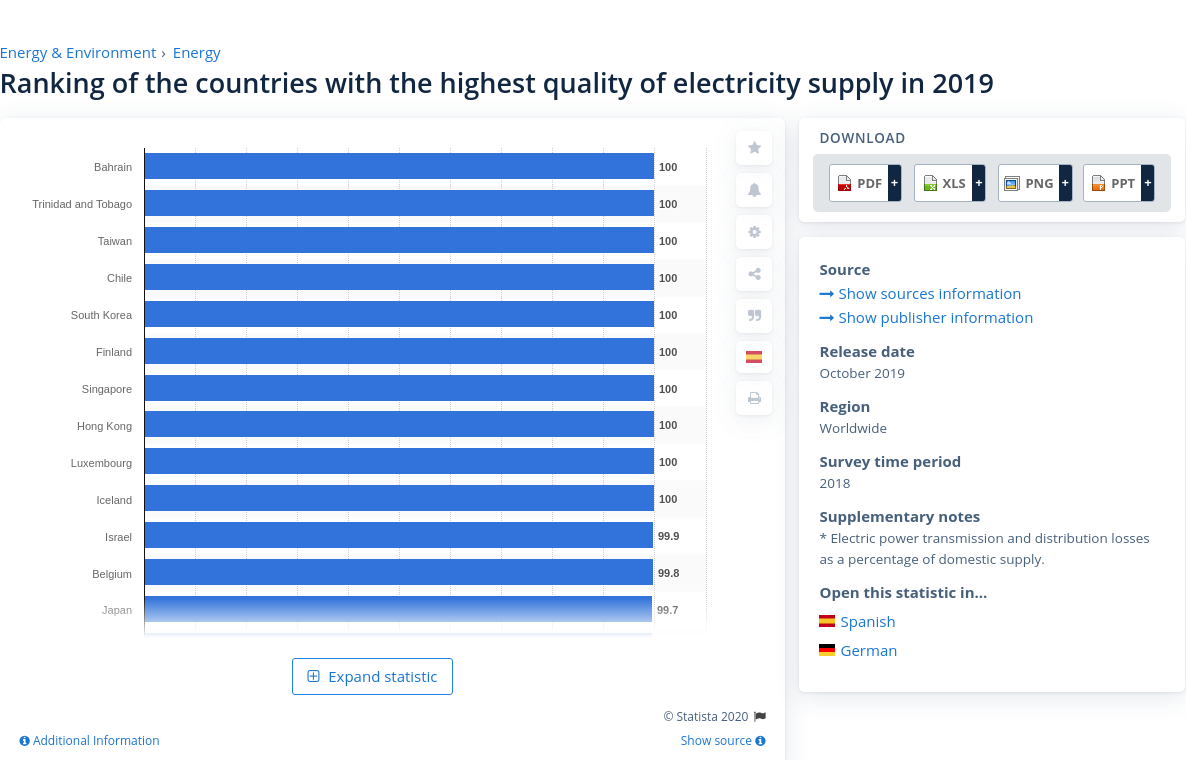 Energy & Environment › Energy
Ranking of the countries with the highest quality of electricity supply in 2019
Bahrain 100
Trinidad and Tobago 100
Taiwan 100
Chile 100
South Korea 100
Finland 100
Singapore 100
Hong Kong 100
Luxembourg 100
Iceland 100
Israel 99.9
Belgium 99.8
Japan 99.7
Expand statistic
© Statista 2020
Additional Information
Show source
DOWNLOAD
PDF + XLS + PNG + PPT +
Source
Show sources information
Show publisher information
Release date
October 2019
Region
Worldwide
Survey time period
2018
Supplementary notes
* Electric power transmission and distribution losses
as a percentage of domestic supply.
Open this statistic in...
Spanish
German